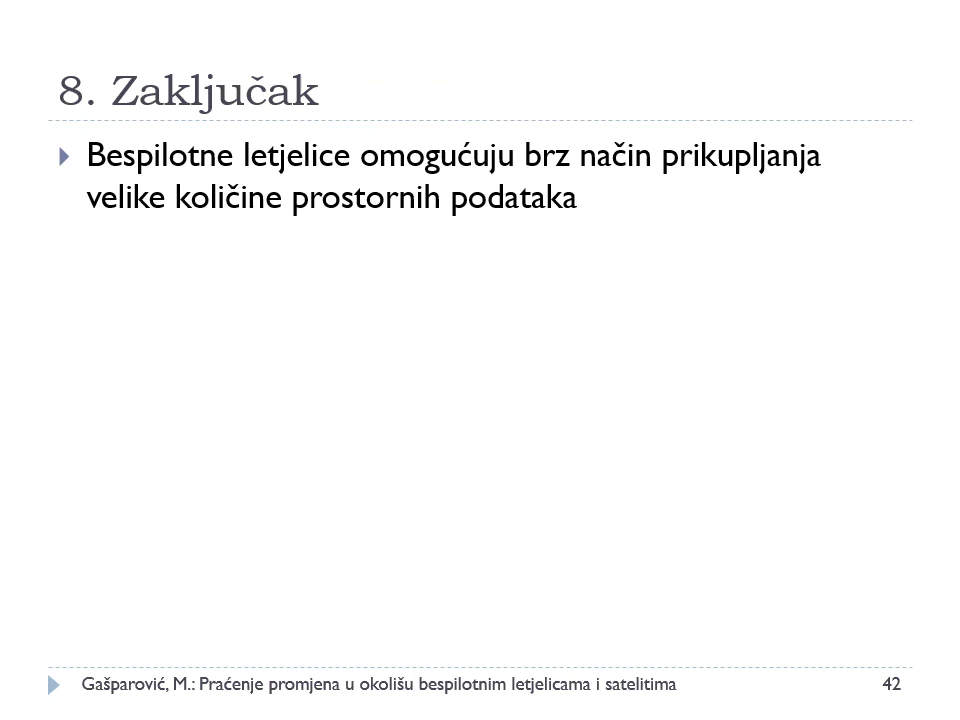 8. Zaključak
Bespilotne letjelice omogućuju brz način prikupljanja
velike količine prostornih podataka
Gašparović, M.: Praćenje promjena u okolišu bespilotnim letjelicama i satelitima 42